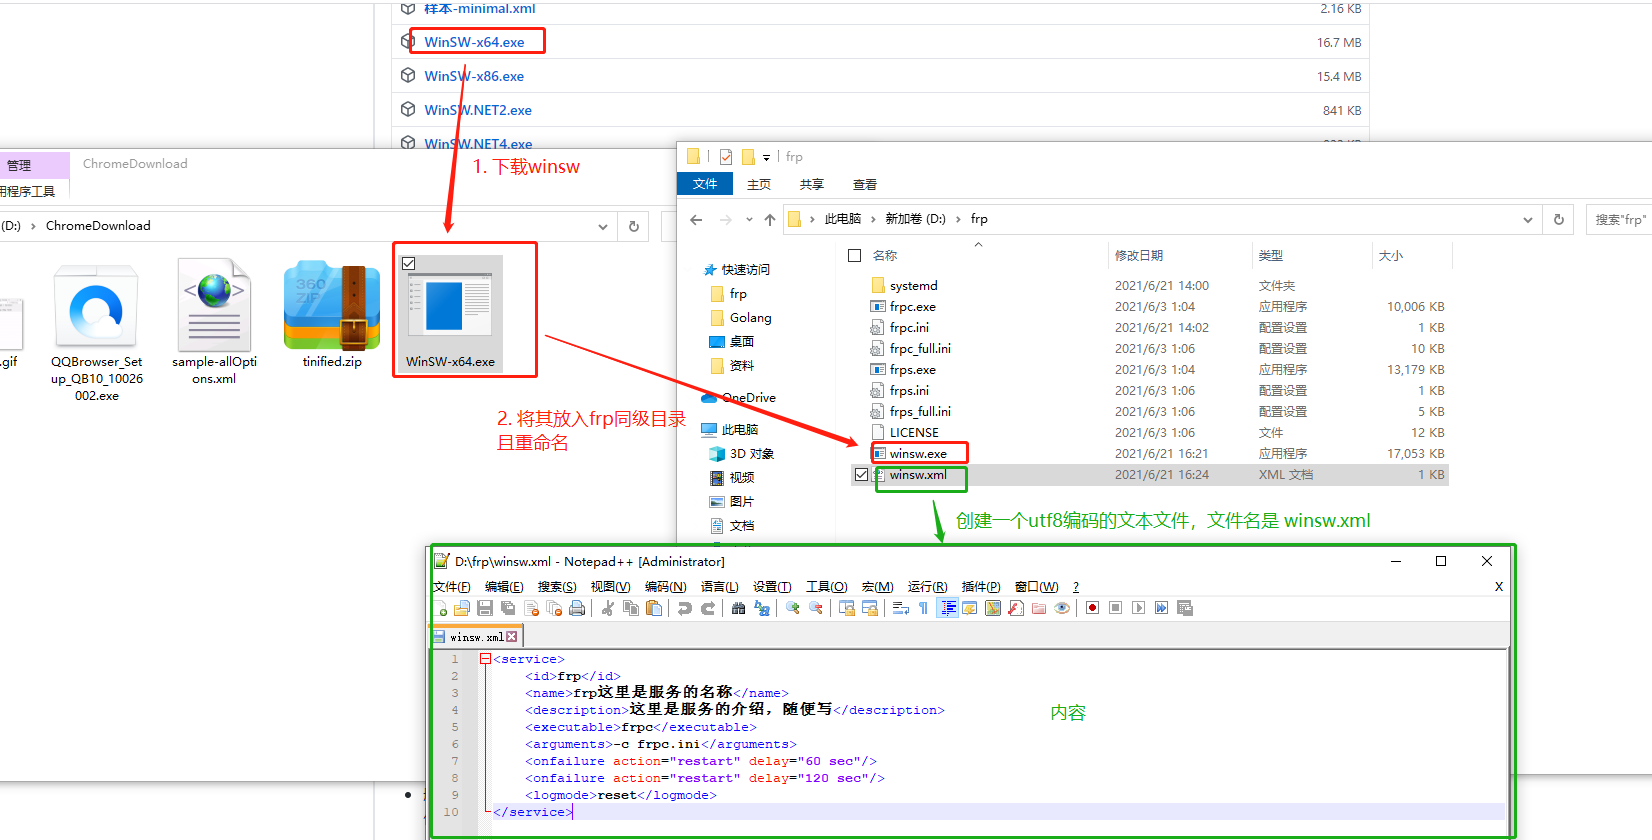 样本-minimal.xml 2.16 KB
WinSW-x64.exe 16.7 MB
WinSW-x86.exe 15.4 MB
WinSW.NET2.exe 841 KB
WinSW.NET4.exe
1. 下载winsw
管理 ChromeDownload
用程序工具
(D:) › ChromeDownload
.gif
QQBrowser_Set
up_QB10_10026
002.exe
sample-allOpti
ons.xml
360
ZIP
tinified.zip
WinSW-x64.exe
2. 将其放入frp同级目录
且重命名
frp
文件 主页 共享 查看
此电脑 › 新加卷 (D:) › frp
搜索"frp"
快速访问
frp
Golang
桌面
资料
OneDrive
此电脑
3D 对象
视频
图片
文档
名称 修改日期 类型 大小
systemd 2021/6/21 14:00 文件夹
frpc.exe 2021/6/3 1:04 应用程序 10,006 KB
frpc.ini 2021/6/21 14:02 配置设置 1 KB
frpc_full.ini 2021/6/3 1:06 配置设置 10 KB
frps.exe 2021/6/3 1:04 应用程序 13,179 KB
frps.ini 2021/6/3 1:06 配置设置 1 KB
frps_full.ini 2021/6/3 1:06 配置设置 5 KB
LICENSE 2021/6/3 1:06 文件 12 KB
winsw.exe 2021/6/21 16:21 应用程序 17,053 KB
winsw.xml 2021/6/21 16:24 XML 文档 1 KB
创建一个utf8编码的文本文件，文件名是 winsw.xml
D:\frp\winsw.xml - Notepad++ [Administrator]
文件(F) 编辑(E) 搜索(S) 视图(V) 编码(N) 语言(L) 设置(T) 工具(O) 宏(M) 运行(R) 插件(P) 窗口(W) ? X
winsw.xml
1 <service>
2 <id>frp</id>
3 <name>frp这里是服务的名称</name>
4 <description>这里是服务的介绍，随便写</description>
5 <executable>frpc</executable>
6 <arguments>-c frpc.ini</arguments>
7 <onfailure action="restart" delay="60 sec"/>
8 <onfailure action="restart" delay="120 sec"/>
9 <logmode>reset</logmode>
10 </service>
内容